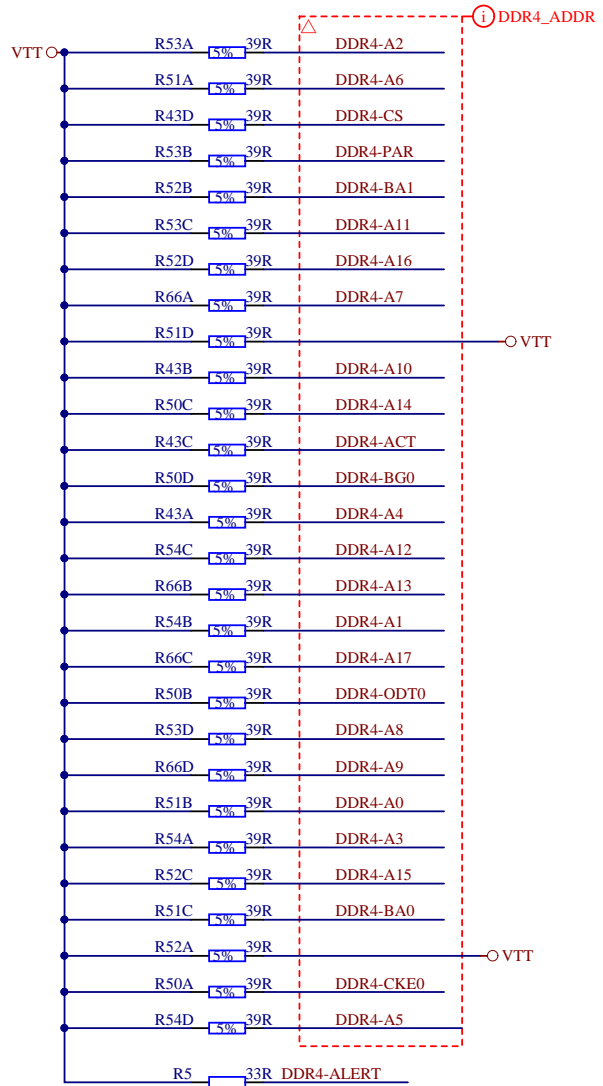 i DDR4_ADDR
VTT R53A 5% 39R DDR4-A2
R51A 5% 39R DDR4-A6
R43D 5% 39R DDR4-CS
R53B 5% 39R DDR4-PAR
R52B 5% 39R DDR4-BA1
R53C 5% 39R DDR4-A11
R52D 5% 39R DDR4-A16
R66A 5% 39R DDR4-A7
R51D 5% 39R VTT
R43B 5% 39R DDR4-A10
R50C 5% 39R DDR4-A14
R43C 5% 39R DDR4-ACT
R50D 5% 39R DDR4-BG0
R43A 5% 39R DDR4-A4
R54C 5% 39R DDR4-A12
R66B 5% 39R DDR4-A13
R54B 5% 39R DDR4-A1
R66C 5% 39R DDR4-A17
R50B 5% 39R DDR4-ODT0
R53D 5% 39R DDR4-A8
R66D 5% 39R DDR4-A9
R51B 5% 39R DDR4-A0
R54A 5% 39R DDR4-A3
R52C 5% 39R DDR4-A15
R51C 5% 39R DDR4-BA0
R52A 5% 39R VTT
R50A 5% 39R DDR4-CKE0
R54D 5% 39R DDR4-A5
R5 33R DDR4-ALERT